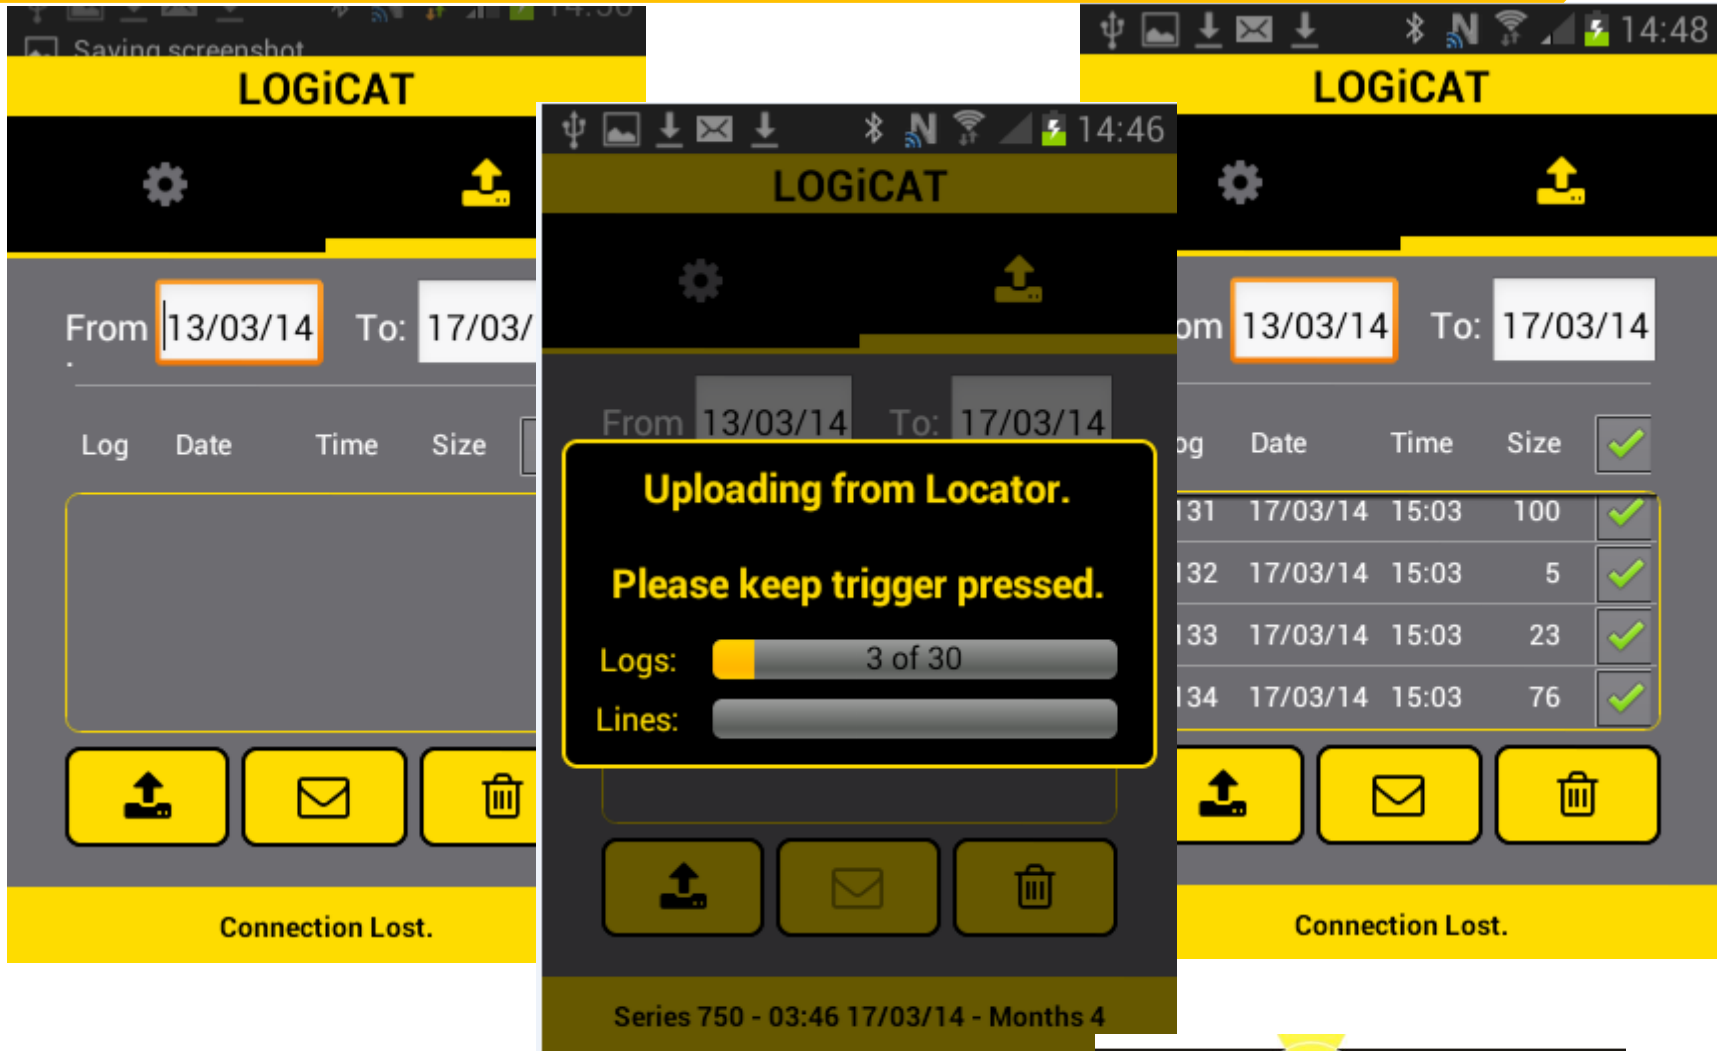 Saving screenshot
LOGiCAT
From 13/03/14 To: 17/03/
Log Date Time Size
Connection Lost.
14:46
LOGiCAT
From 13/03/14 To: 17/03/14
Uploading from Locator.
Please keep trigger pressed.
Logs: 3 of 30
Lines:
Series 750 - 03:46 17/03/14 - Months 4
14:48
LOGiCAT
om 13/03/14 To: 17/03/14
og Date Time Size
131 17/03/14 15:03 100
132 17/03/14 15:03 5
133 17/03/14 15:03 23
134 17/03/14 15:03 76
Connection Lost.